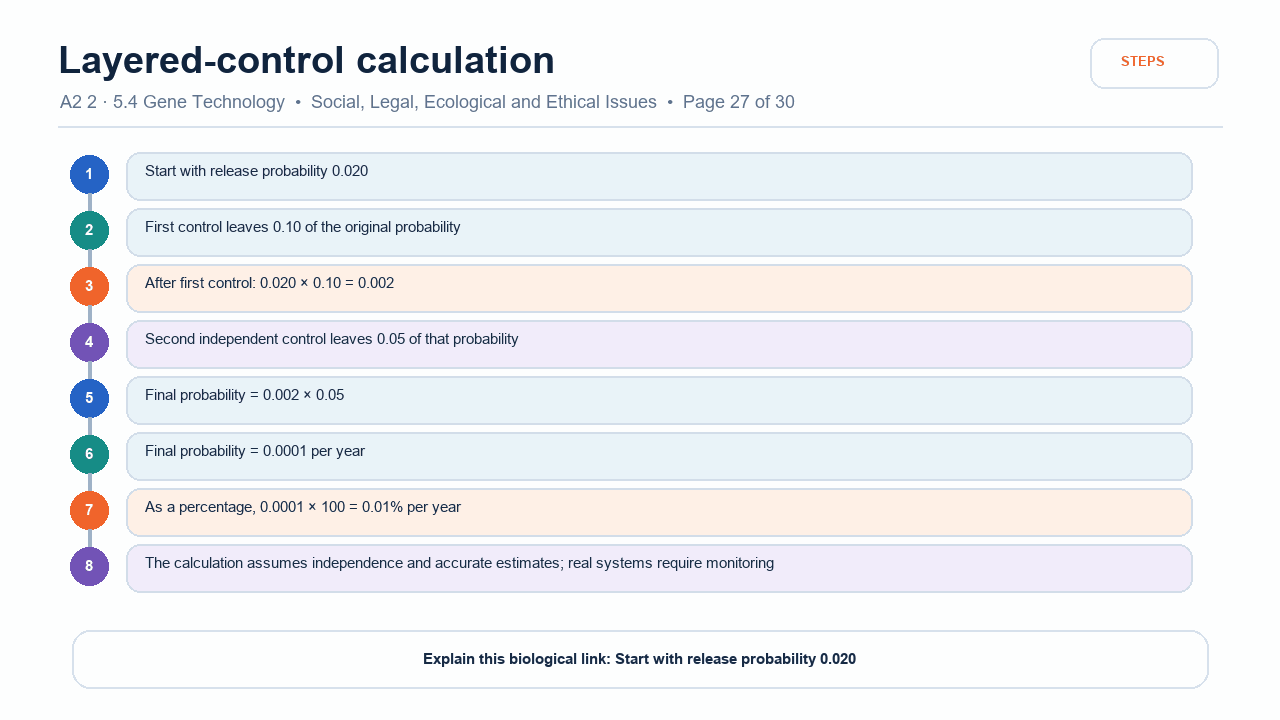 Layered-control calculation
STEPS
A2 2 · 5.4 Gene Technology • Social, Legal, Ecological and Ethical Issues • Page 27 of 30
1 Start with release probability 0.020
2 First control leaves 0.10 of the original probability
3 After first control: 0.020 × 0.10 = 0.002
4 Second independent control leaves 0.05 of that probability
5 Final probability = 0.002 × 0.05
6 Final probability = 0.0001 per year
7 As a percentage, 0.0001 × 100 = 0.01% per year
8 The calculation assumes independence and accurate estimates; real systems require monitoring
Explain this biological link: Start with release probability 0.020